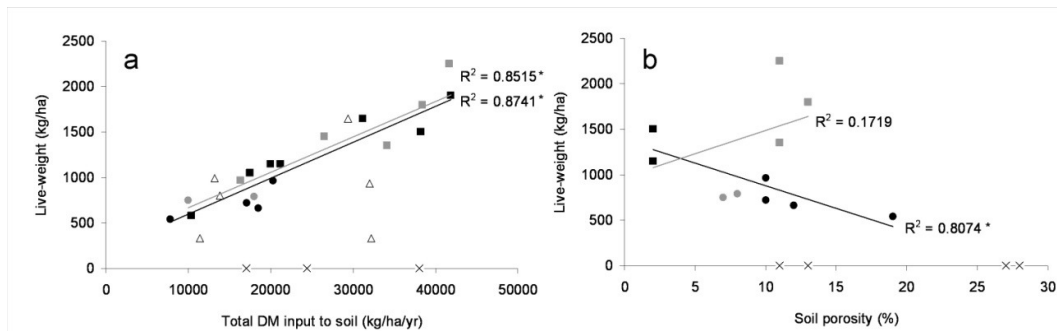 a
2500
2000
1500
1000
500
0
Live-weight (kg/ha)
R² = 0.8515 *
R² = 0.8741 *
0 10000 20000 30000 40000 50000
Total DM input to soil (kg/ha/yr)
b
2500
2000
1500
1000
500
0
Live-weight (kg/ha)
R² = 0.1719
R² = 0.8074 *
0 5 10 15 20 25 30
Soil porosity (%)